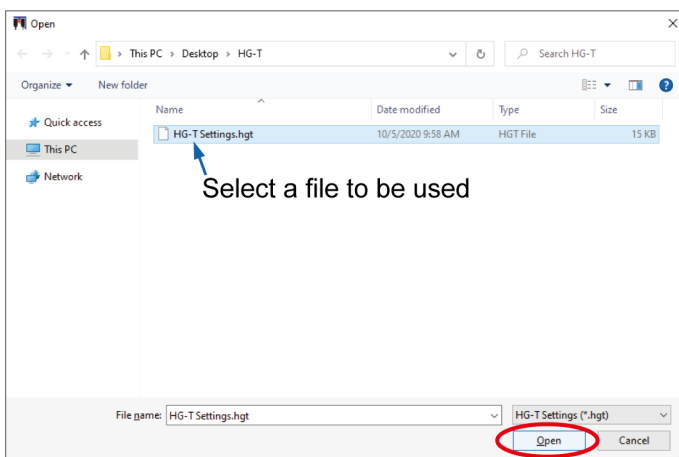 Open
This PC > Desktop > HG-T
Search HG-T
Organize
New folder
Name
Date modified
Type
Size
Quick access
This PC
Network
HG-T Settings.hgt
10/5/2020 9:58 AM
HGT File
15 KB
Select a file to be used
File name:
HG-T Settings.hgt
HG-T Settings (*.hgt)
Open
Cancel